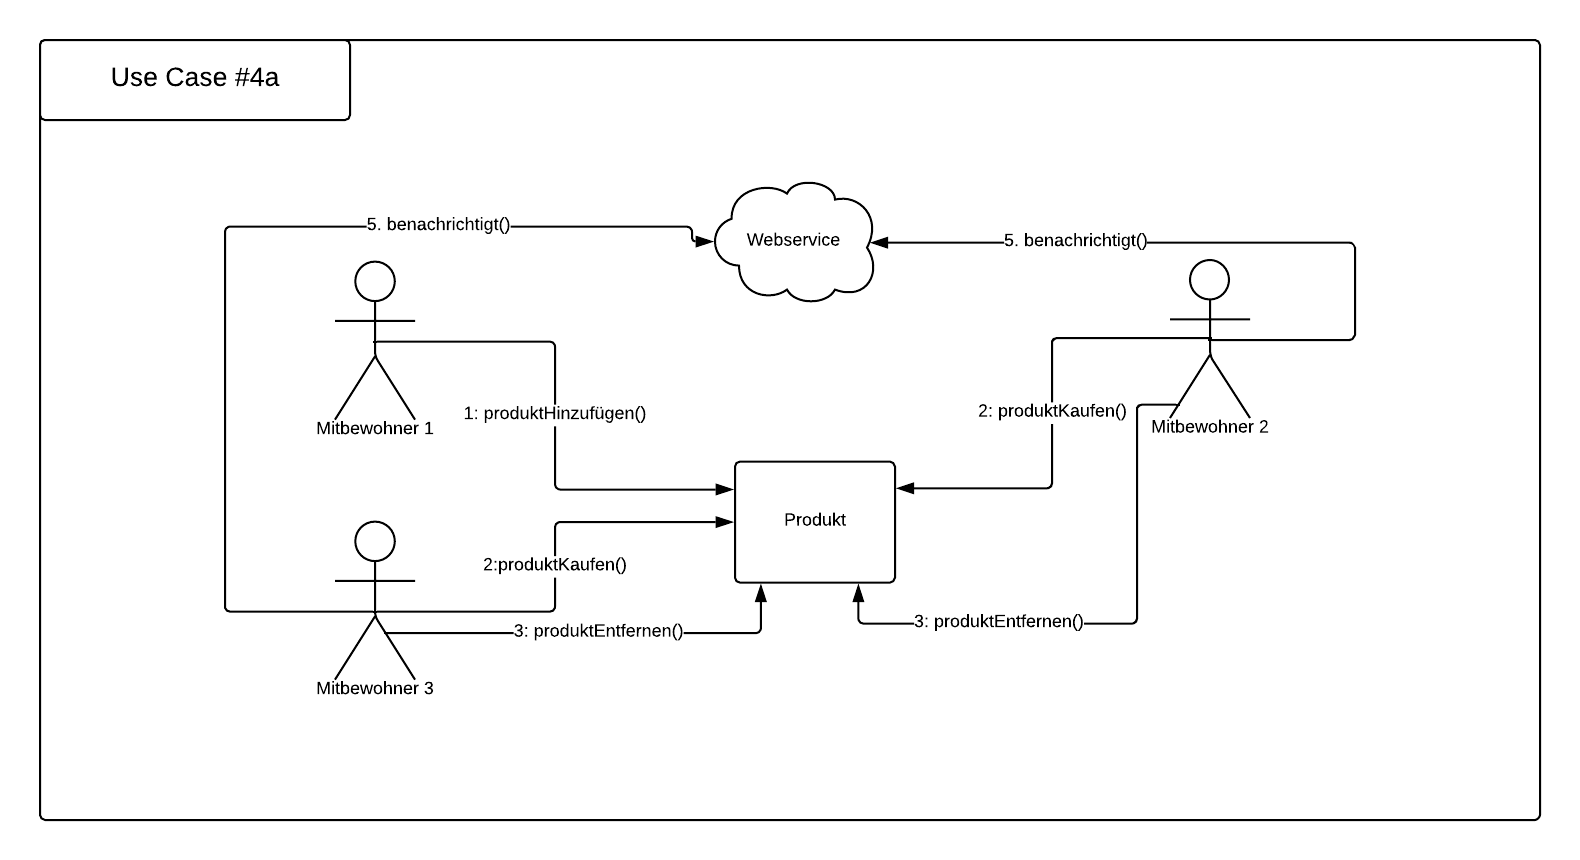 Use Case #4a
5. benachrichtigt()
Webservice
5. benachrichtigt()
1: produktHinzufügen()
2: produktKaufen()
Mitbewohner 1
Mitbewohner 2
Produkt
2:produktKaufen()
3: produktEntfernen()
3: produktEntfernen()
Mitbewohner 3